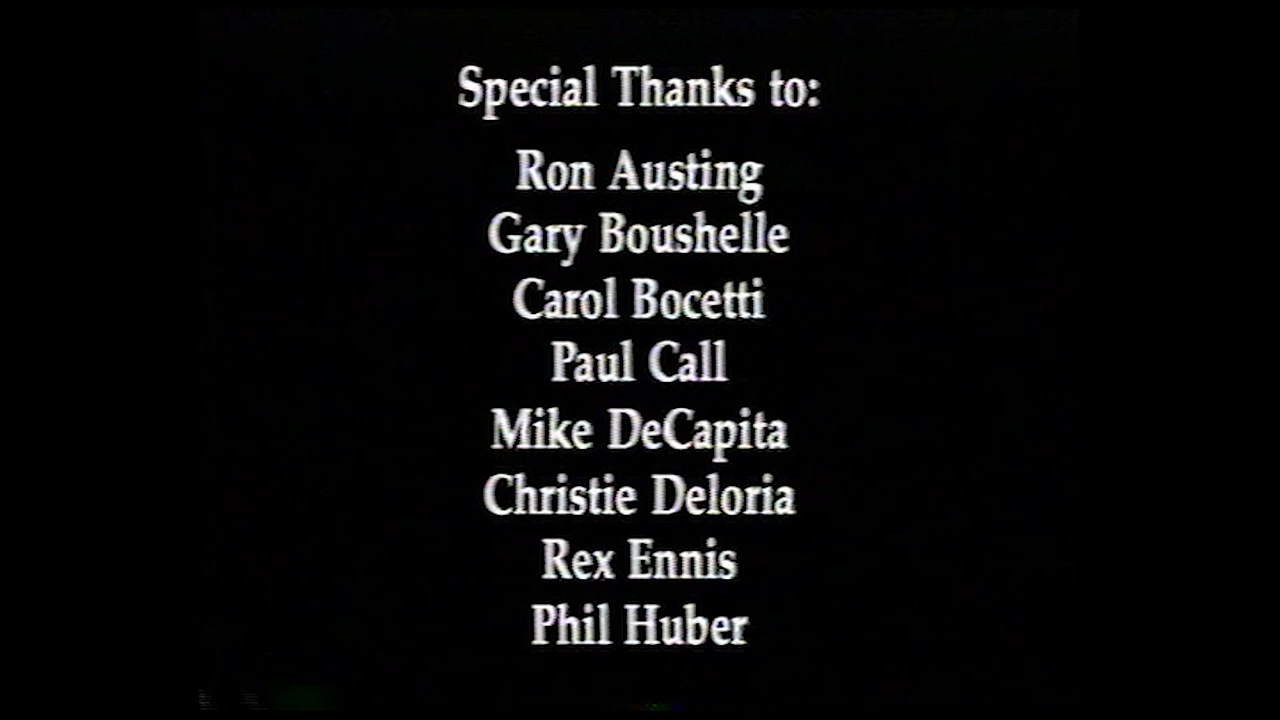 Special Thanks to:
Ron Austing
Gary Boushelle
Carol Bocetti
Paul Call
Mike DeCapita
Christie Deloria
Rex Ennis
Phil Huber